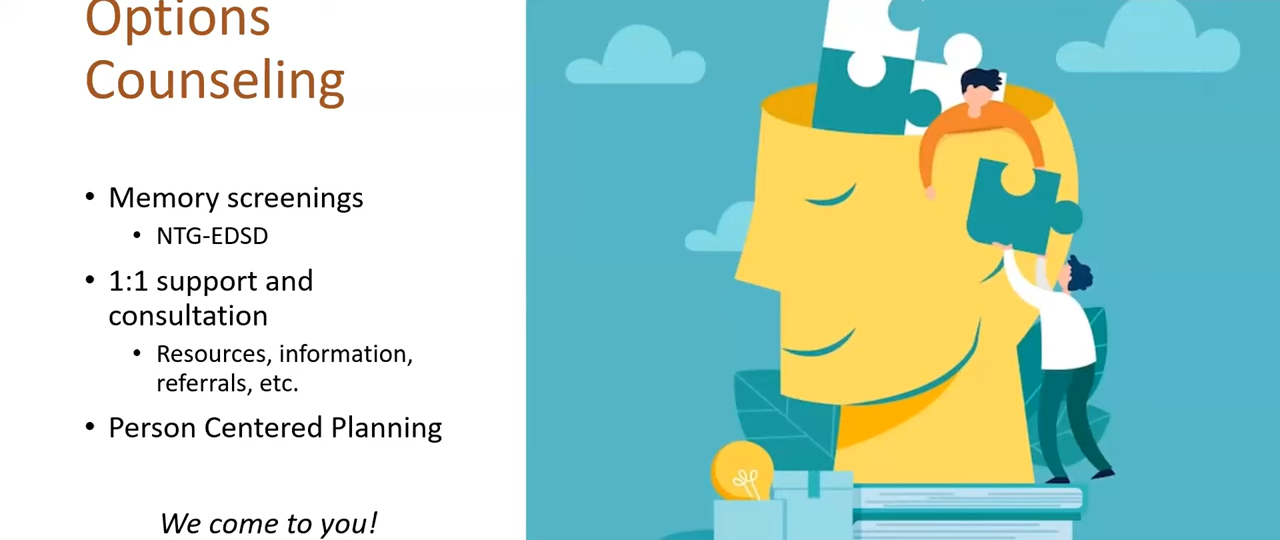 Options
Counseling
• Memory screenings
• NTG-EDSD
• 1:1 support and
consultation
• Resources, information,
referrals, etc.
• Person Centered Planning
We come to you!